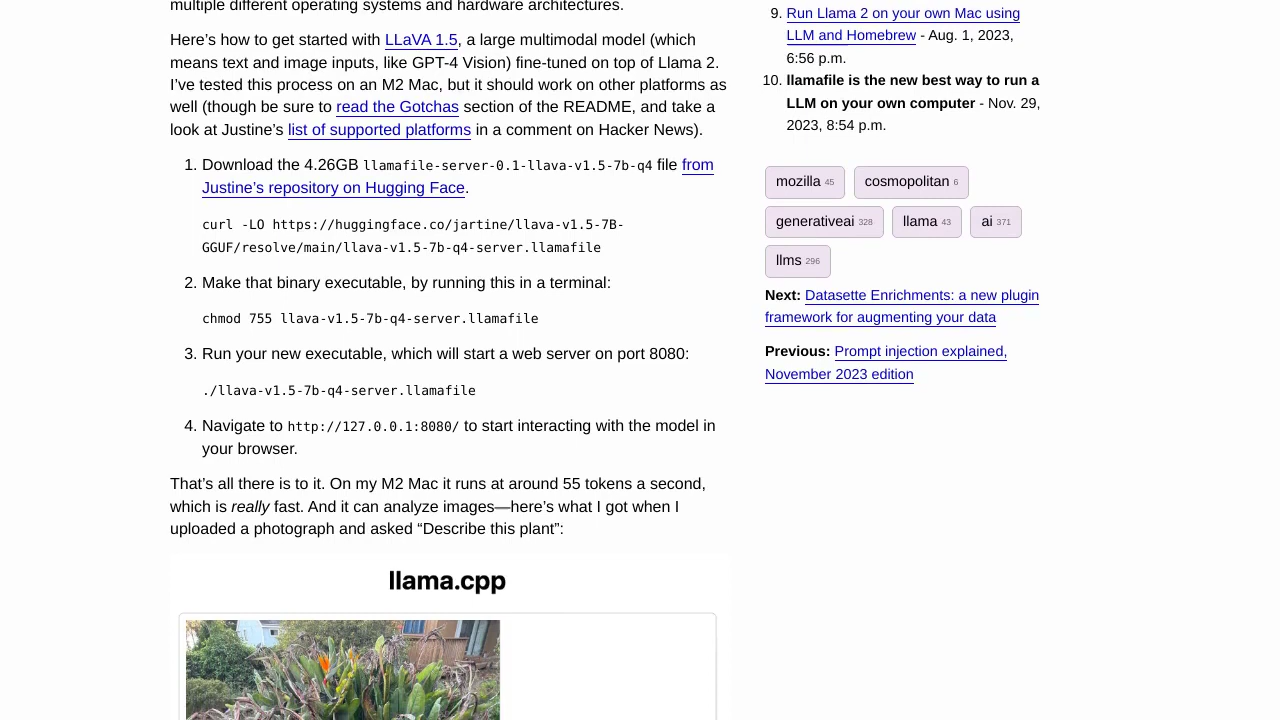 multiple different operating systems and hardware architectures.
Here’s how to get started with LLaVA 1.5, a large multimodal model (which
means text and image inputs, like GPT-4 Vision) fine-tuned on top of Llama 2.
I’ve tested this process on an M2 Mac, but it should work on other platforms as
well (though be sure to read the Gotchas section of the README, and take a
look at Justine’s list of supported platforms in a comment on Hacker News).
1. Download the 4.26GB llamafile-server-0.1-llava-v1.5-7b-q4 file from
Justine’s repository on Hugging Face.
curl -LO https://huggingface.co/jartine/llava-v1.5-7B-
GGUF/resolve/main/llava-v1.5-7b-q4-server.llamafile
2. Make that binary executable, by running this in a terminal:
chmod 755 llava-v1.5-7b-q4-server.llamafile
3. Run your new executable, which will start a web server on port 8080:
./llava-v1.5-7b-q4-server.llamafile
4. Navigate to http://127.0.0.1:8080/ to start interacting with the model in
your browser.
That’s all there is to it. On my M2 Mac it runs at around 55 tokens a second,
which is really fast. And it can analyze images—here’s what I got when I
uploaded a photograph and asked “Describe this plant”:
llama.cpp
9. Run Llama 2 on your own Mac using
LLM and Homebrew - Aug. 1, 2023,
6:56 p.m.
10. llamafile is the new best way to run a
LLM on your own computer - Nov. 29,
2023, 8:54 p.m.
mozilla 45 cosmopolitan 6
generativeai 328 llama 43 ai 371
llms 296
Next: Datasette Enrichments: a new plugin
framework for augmenting your data
Previous: Prompt injection explained,
November 2023 edition